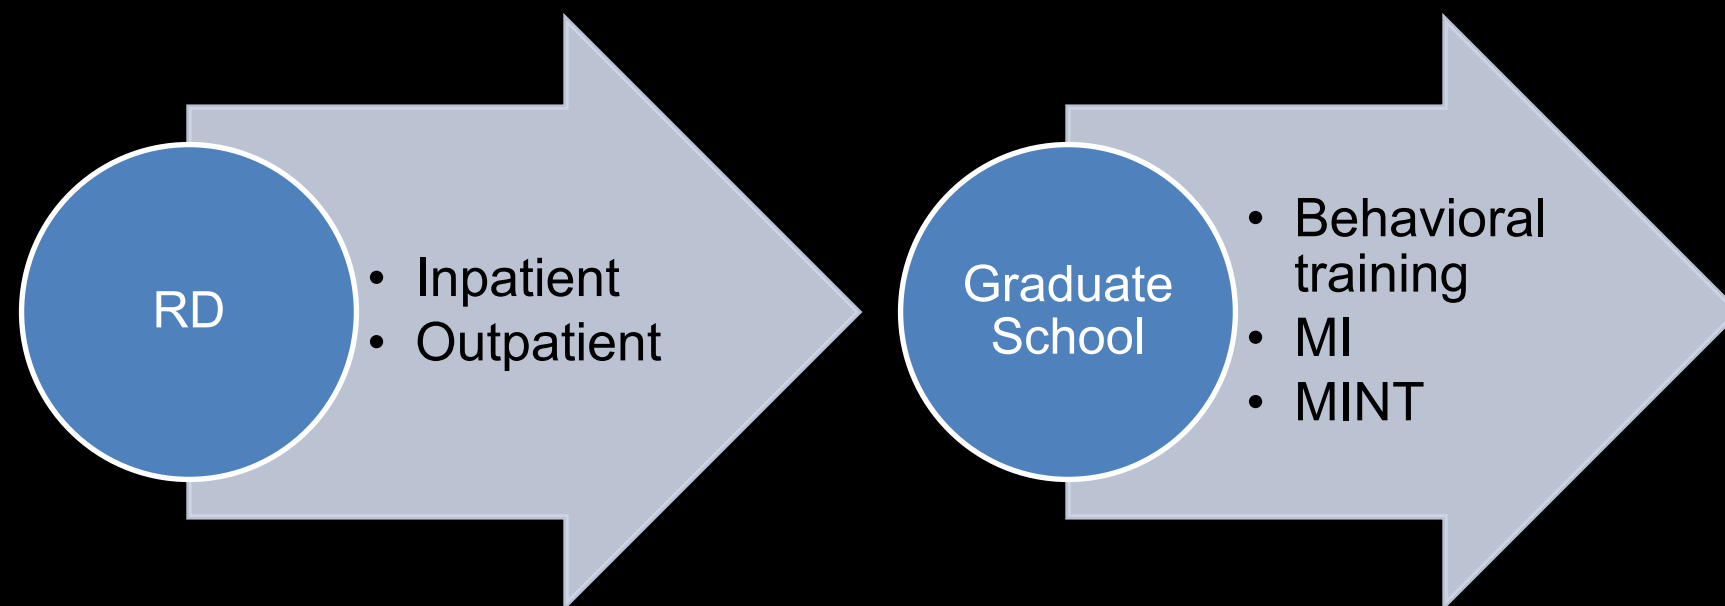 RD
• Inpatient
• Outpatient
Graduate
School
• Behavioral
training
• MI
• MINT